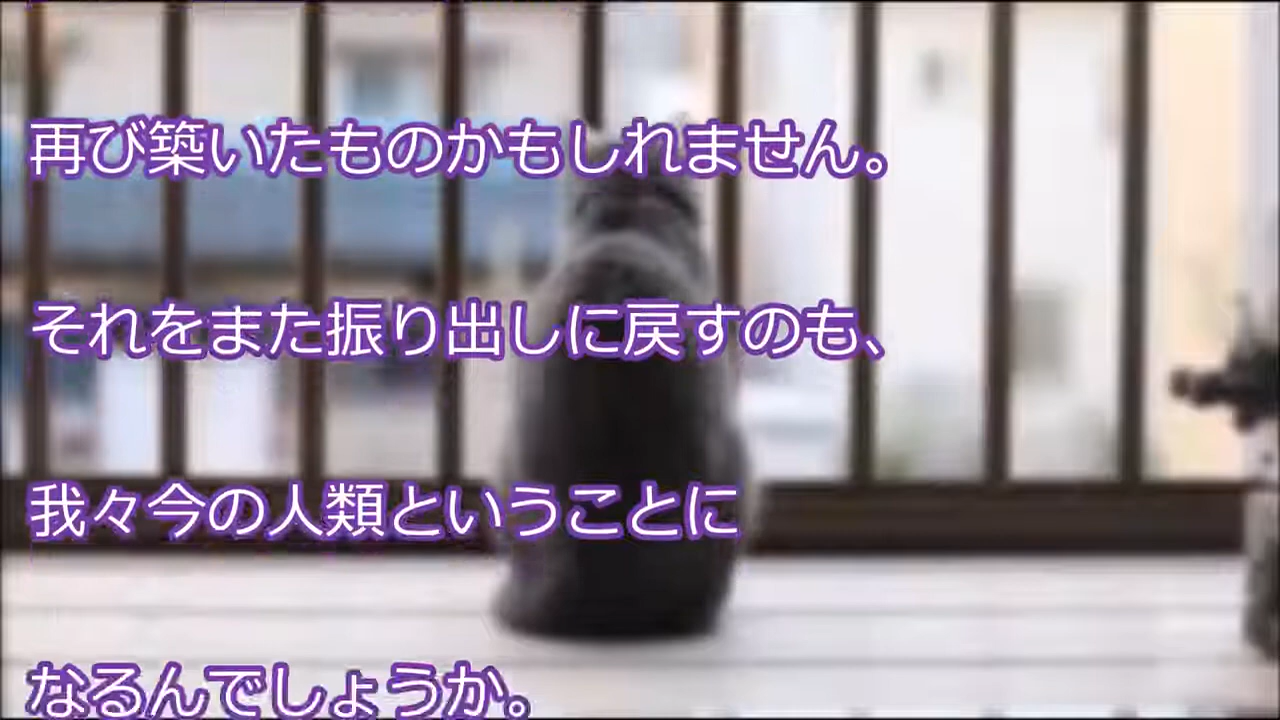 再び築いたものかもしれません。
それをまた振り出しに戻すのも、
我々今の人類ということに
なるんでしょうか。